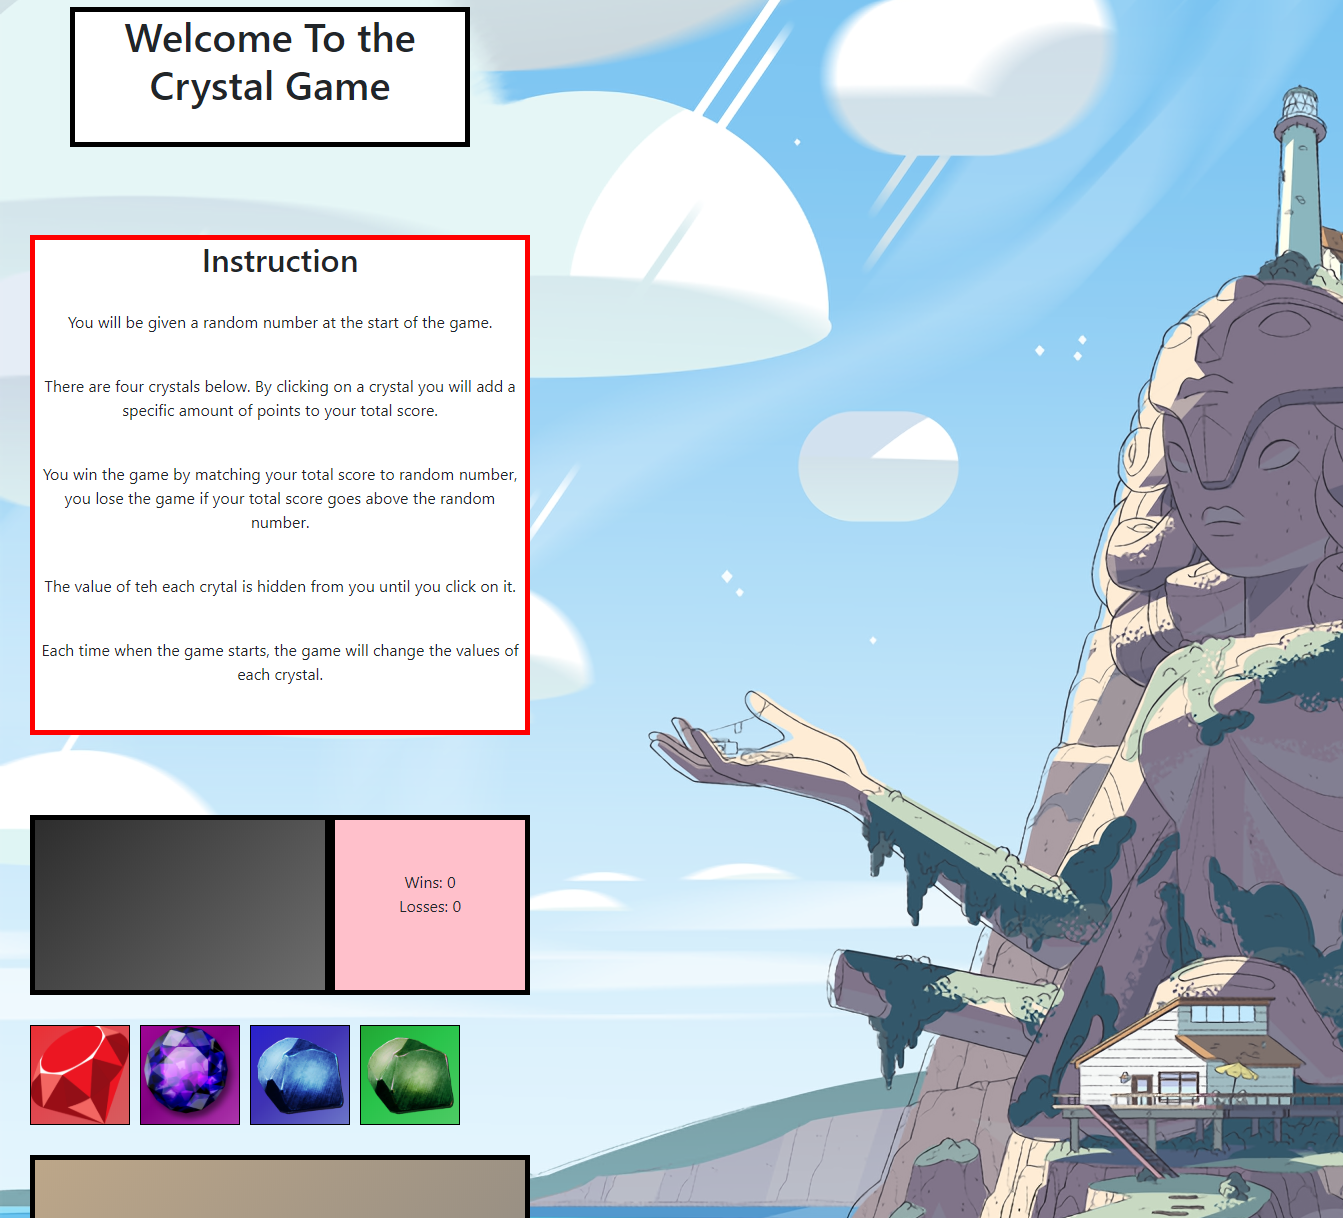 Welcome To the
Crystal Game
Instruction
You will be given a random number at the start of the game.
There are four crystals below. By clicking on a crystal you will add a
specific amount of points to your total score.
You win the game by matching your total score to random number,
you lose the game if your total score goes above the random
number.
The value of teh each crytal is hidden from you until you click on it.
Each time when the game starts, the game will change the values of
each crystal.
Wins: 0
Losses: 0